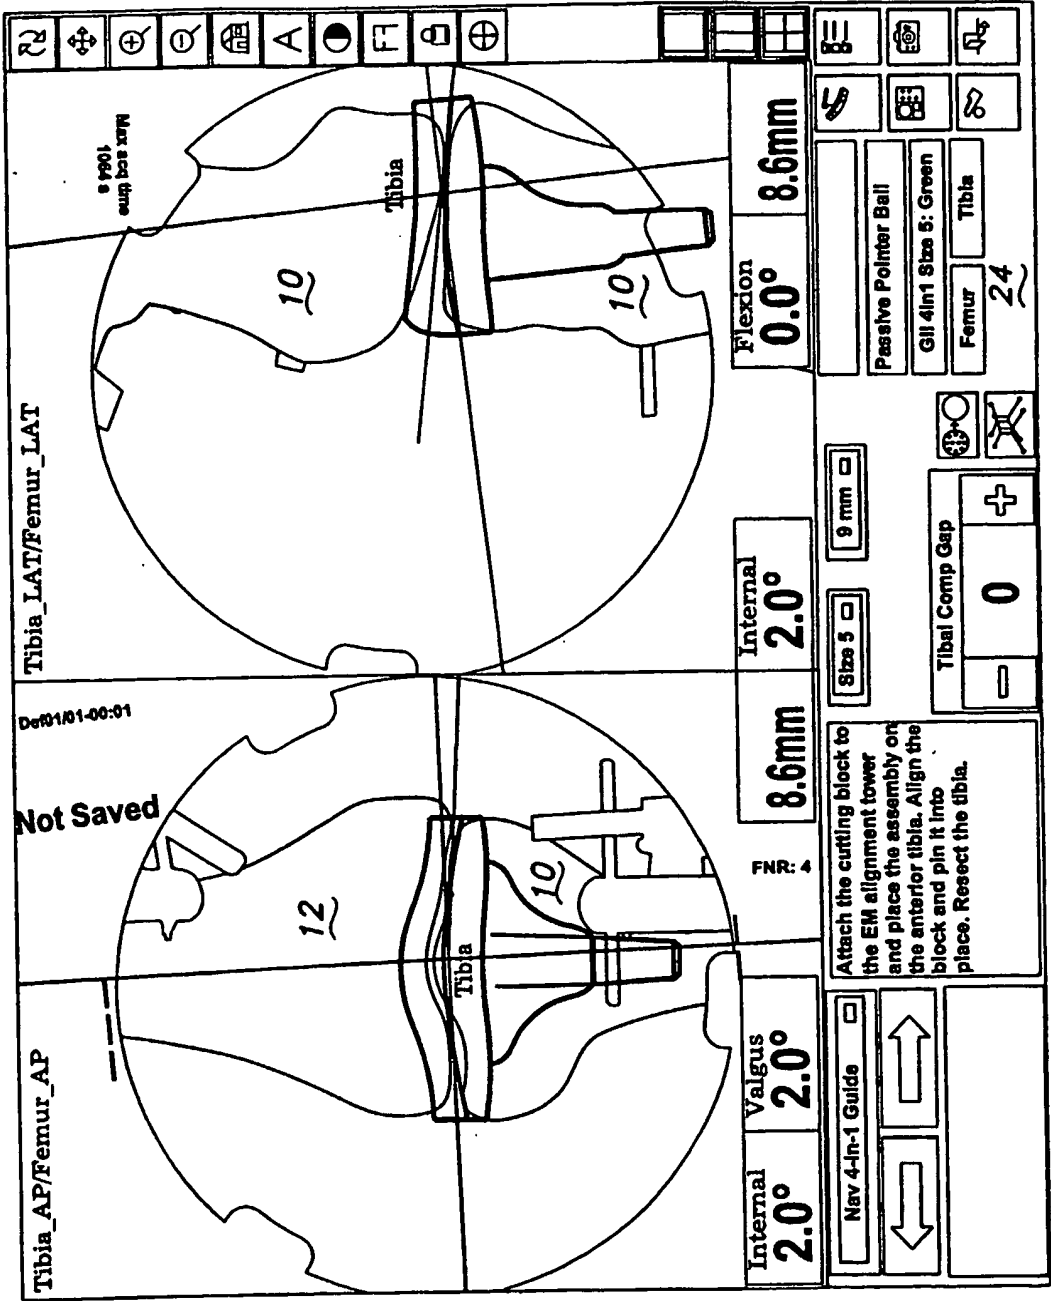 Tibia_AP/Femur_AP
Not Saved
Def01/01-00:01
12
10
Tibia
FNR: 4
Internal
2.0°
Valgus
2.0°
8.6mm
Tibia_LAT/Femur_LAT
Max acq time
1064 s
10
Tibia
10
Internal
2.0°
Flexion
0.0°
8.6mm
A
Nav 4-in-1 Guide
Attach the cutting block to
the EM alignment tower
and place the assembly on
the anterior tibia. Align the
block and pin it into
place. Resect the tibia.
Size 5
9 mm
Tibal Comp Gap
0
Passive Pointer Ball
GII 4in1 Size 5: Green
Femur
Tibia
24